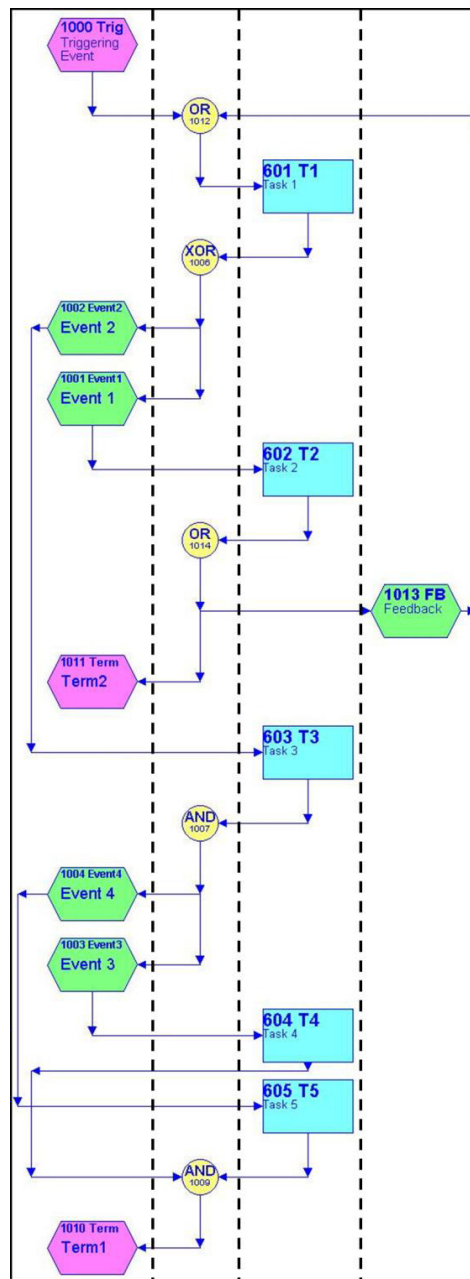 1000 Trig
Triggering
Event
OR
1012
601 T1
Task 1
XOR
1006
1002 Event2
Event 2
1001 Event1
Event 1
602 T2
Task 2
OR
1014
1013 FB
Feedback
1011 Term
Term2
603 T3
Task 3
AND
1007
1004 Event4
Event 4
1003 Event3
Event 3
604 T4
Task 4
605 T5
Task 5
AND
1009
1010 Term
Term1